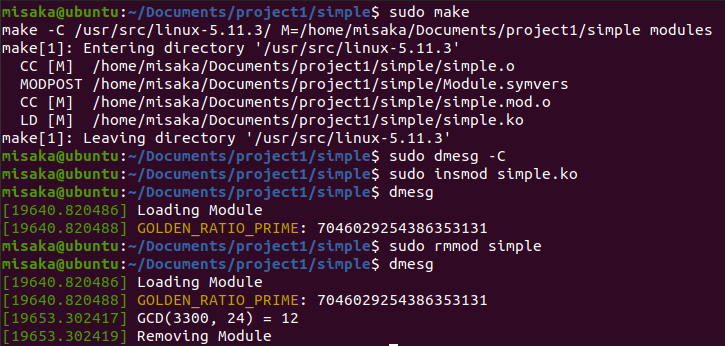 misaka@ubuntu:~/Documents/project1/simple$ sudo make
make -C /usr/src/linux-5.11.3/ M=/home/misaka/Documents/project1/simple modules
make[1]: Entering directory '/usr/src/linux-5.11.3'
  CC [M]  /home/misaka/Documents/project1/simple/simple.o
  MODPOST /home/misaka/Documents/project1/simple/Module.symvers
  CC [M]  /home/misaka/Documents/project1/simple/simple.mod.o
  LD [M]  /home/misaka/Documents/project1/simple/simple.ko
make[1]: Leaving directory '/usr/src/linux-5.11.3'
misaka@ubuntu:~/Documents/project1/simple$ sudo dmesg -C
misaka@ubuntu:~/Documents/project1/simple$ sudo insmod simple.ko
misaka@ubuntu:~/Documents/project1/simple$ dmesg
[19640.820486] Loading Module
[19640.820488] GOLDEN_RATIO_PRIME: 7046029254386353131
misaka@ubuntu:~/Documents/project1/simple$ sudo rmmod simple
misaka@ubuntu:~/Documents/project1/simple$ dmesg
[19640.820486] Loading Module
[19640.820488] GOLDEN_RATIO_PRIME: 7046029254386353131
[19653.302417] GCD(3300, 24) = 12
[19653.302419] Removing Module